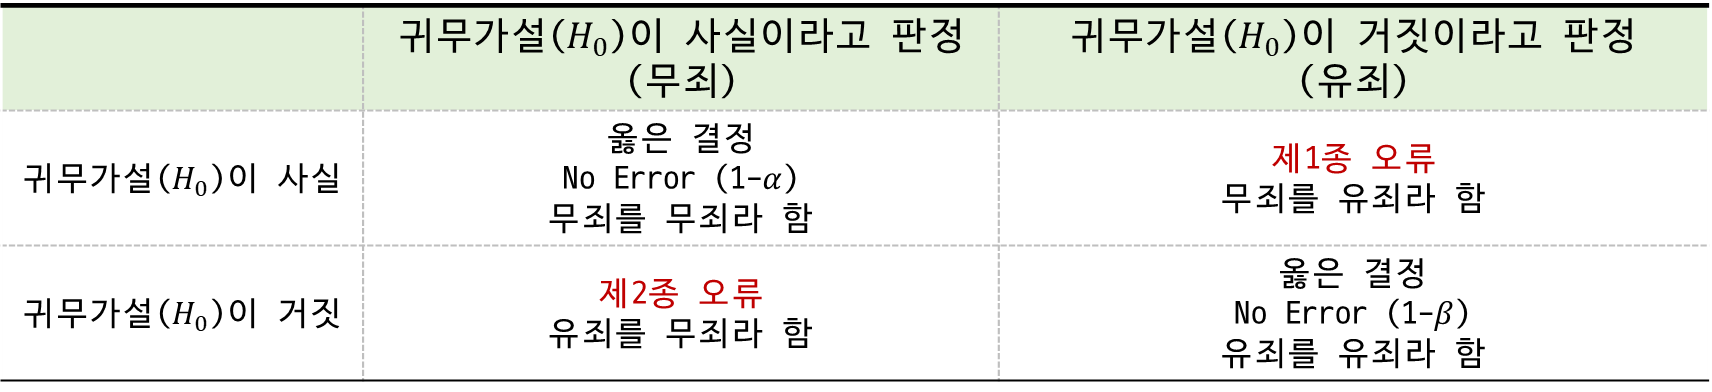 귀무가설(H₀)이 사실이라고 판정
(무죄)
귀무가설(H₀)이 거짓이라고 판정
(유죄)
귀무가설(H₀)이 사실
옳은 결정
No Error (1-α)
무죄를 무죄라 함
제1종 오류
무죄를 유죄라 함
귀무가설(H₀)이 거짓
제2종 오류
유죄를 무죄라 함
옳은 결정
No Error (1-β)
유죄를 유죄라 함